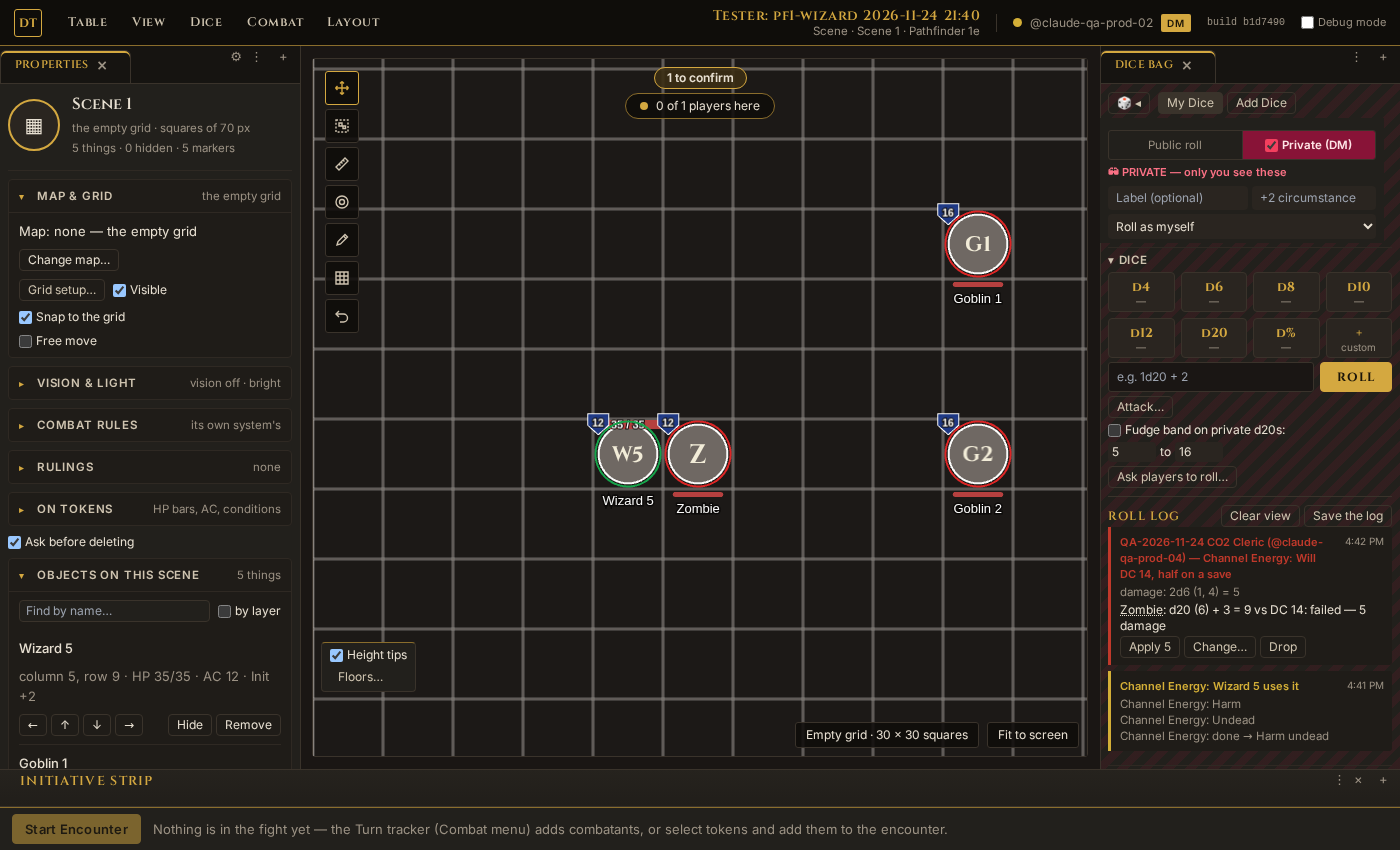 DT
TABLE
VIEW
DICE
COMBAT
LAYOUT
TESTER: PF1-WIZARD 2026-11-24 21:40
Scene · Scene 1 · Pathfinder 1e
@claude-qa-prod-02 DM
build b1d7490
Debug mode
PROPERTIES
SCENE 1
the empty grid · squares of 70 px
5 things · 0 hidden · 5 markers
MAP & GRID the empty grid
Map: none — the empty grid
Change map...
Grid setup... Visible
Snap to the grid
Free move
VISION & LIGHT vision off · bright
COMBAT RULES its own system's
RULINGS none
ON TOKENS HP bars, AC, conditions
Ask before deleting
OBJECTS ON THIS SCENE 5 things
Find by name... by layer
Wizard 5
column 5, row 9 · HP 35/35 · AC 12 · Init
+2
← ↑ ↓ → Hide Remove
Goblin 1
1 to confirm
0 of 1 players here
16
G1
Goblin 1
12 35 / 35 12 16
W5 Z G2
Wizard 5 Zombie Goblin 2
Height tips
Floors...
Empty grid · 30 × 30 squares Fit to screen
DICE BAG
My Dice Add Dice
Public roll Private (DM)
PRIVATE — only you see these
Label (optional) +2 circumstance
Roll as myself
DICE
D4 D6 D8 D10
— — — —
D12 D20 D% +
— — — custom
e.g. 1d20 + 2 ROLL
Attack...
Fudge band on private d20s:
5 to 16
Ask players to roll...
ROLL LOG Clear view Save the log
QA-2026-11-24 CO2 Cleric (@claude- 4:42 PM
qa-prod-04) — Channel Energy: Will
DC 14, half on a save
damage: 2d6 (1, 4) = 5
Zombie: d20 (6) + 3 = 9 vs DC 14: failed — 5
damage
Apply 5 Change... Drop
Channel Energy: Wizard 5 uses it 4:41 PM
Channel Energy: Harm
Channel Energy: Undead
Channel Energy: done → Harm undead
INITIATIVE STRIP
Start Encounter Nothing is in the fight yet — the Turn tracker (Combat menu) adds combatants, or select tokens and add them to the encounter.